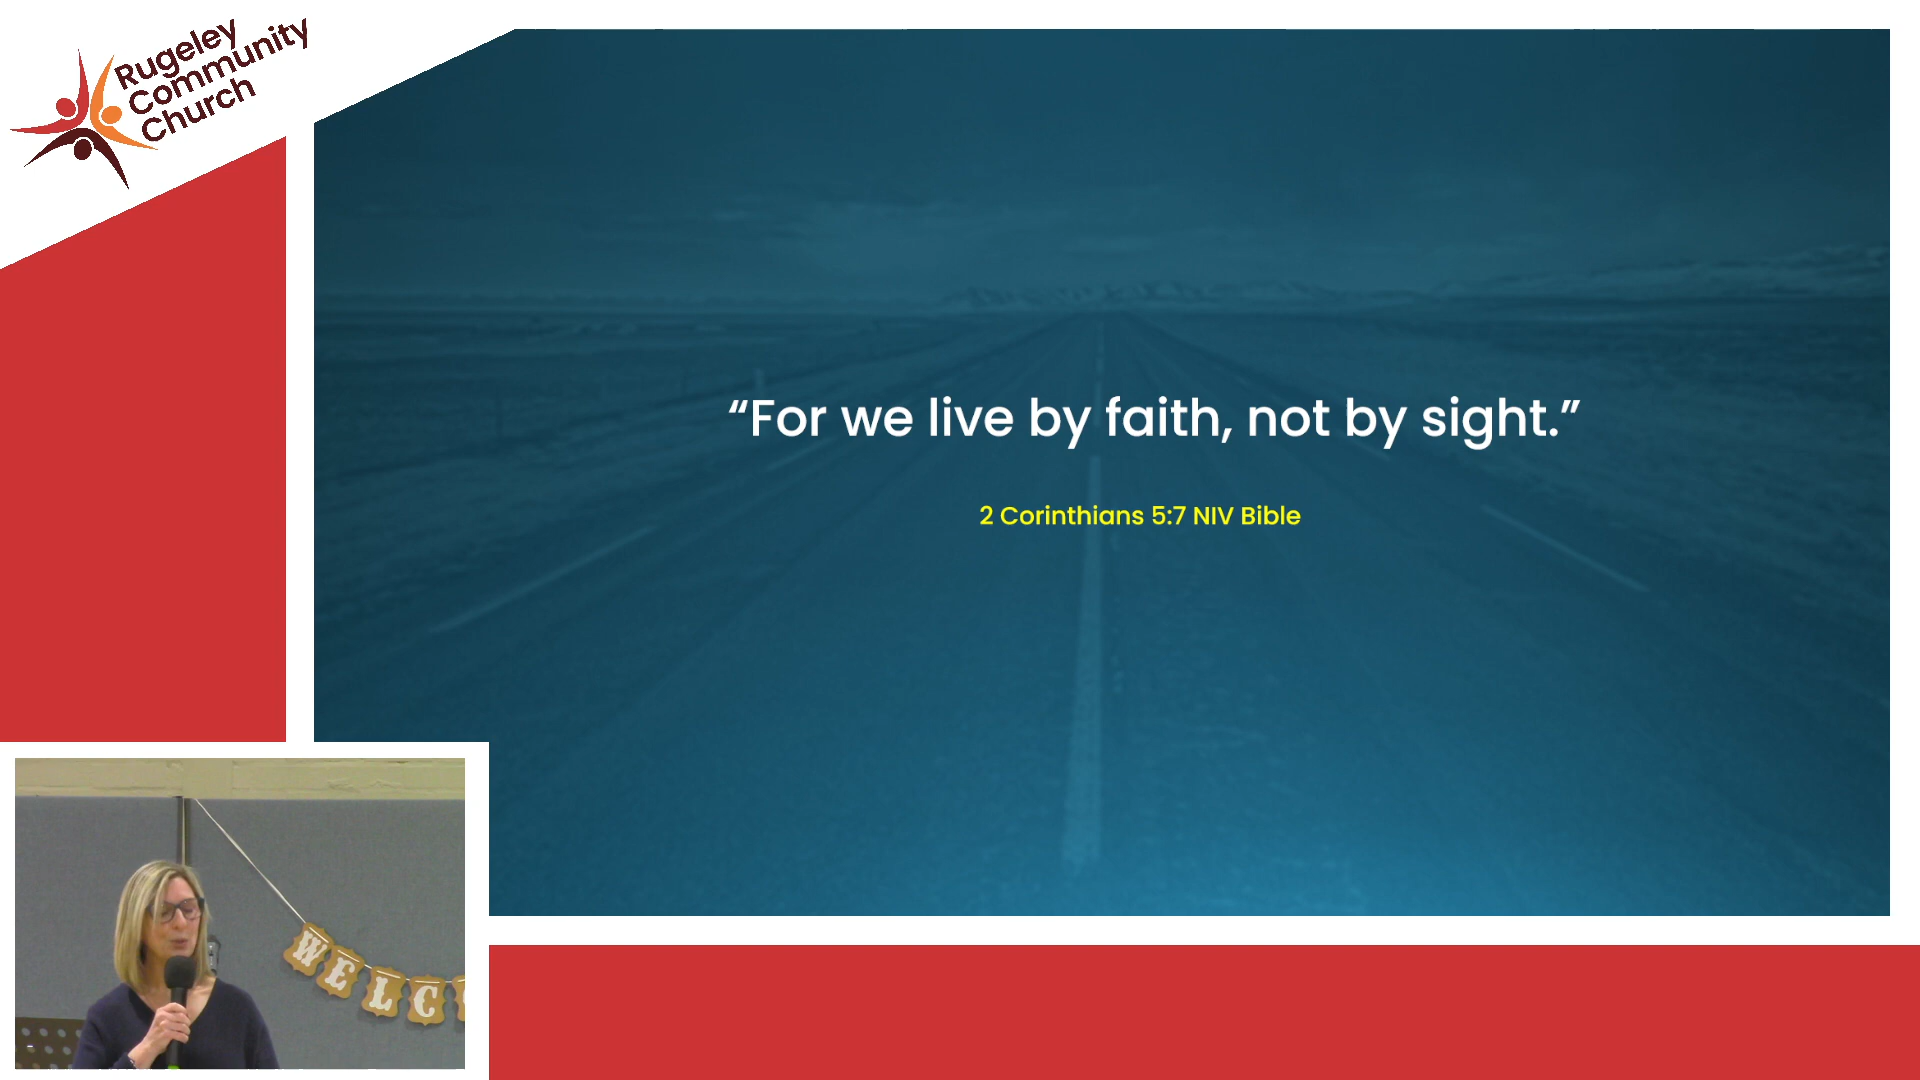 Rugeley
Community
Church
“For we live by faith, not by sight.”
2 Corinthians 5:7 NIV Bible
WELC